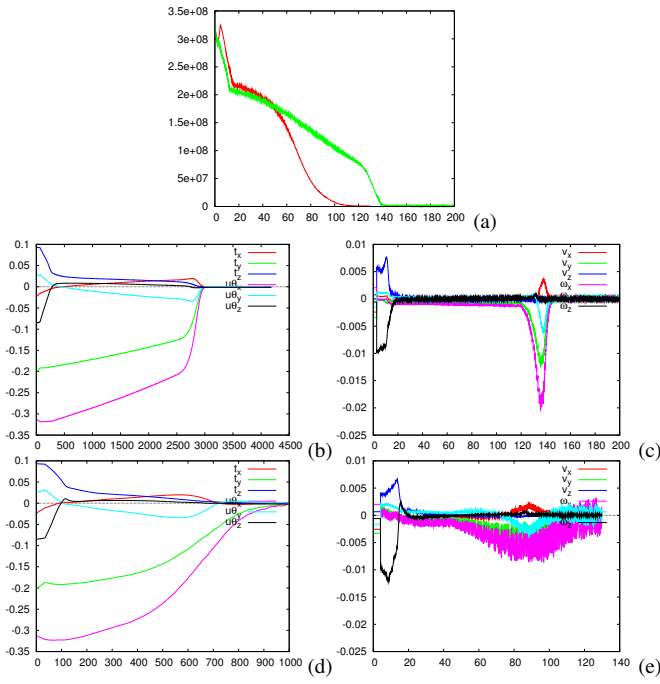 3.5e+08
3e+08
2.5e+08
2e+08
1.5e+08
1e+08
5e+07
0
0 20 40 60 80 100 120 140 160 180 200
(a)
0.1
0.05
0
-0.05
-0.1
-0.15
-0.2
-0.25
-0.3
-0.35
0 500 1000 1500 2000 2500 3000 3500 4000 4500
t_x
t_y
t_z
uθ_x
uθ_y
uθ_z
(b)
0.01
0.005
0
-0.005
-0.01
-0.015
-0.02
-0.025
0 20 40 60 80 100 120 140 160 180 200
v_x
v_y
v_z
ω_x
ω_y
ω_z
(c)
0.1
0.05
0
-0.05
-0.1
-0.15
-0.2
-0.25
-0.3
-0.35
0 100 200 300 400 500 600 700 800 900 1000
t_x
t_y
t_z
uθ_x
uθ_y
uθ_z
(d)
0.01
0.005
0
-0.005
-0.01
-0.015
-0.02
-0.025
0 20 40 60 80 100 120 140
v_x
v_y
v_z
ω_x
ω_y
ω_z
(e)